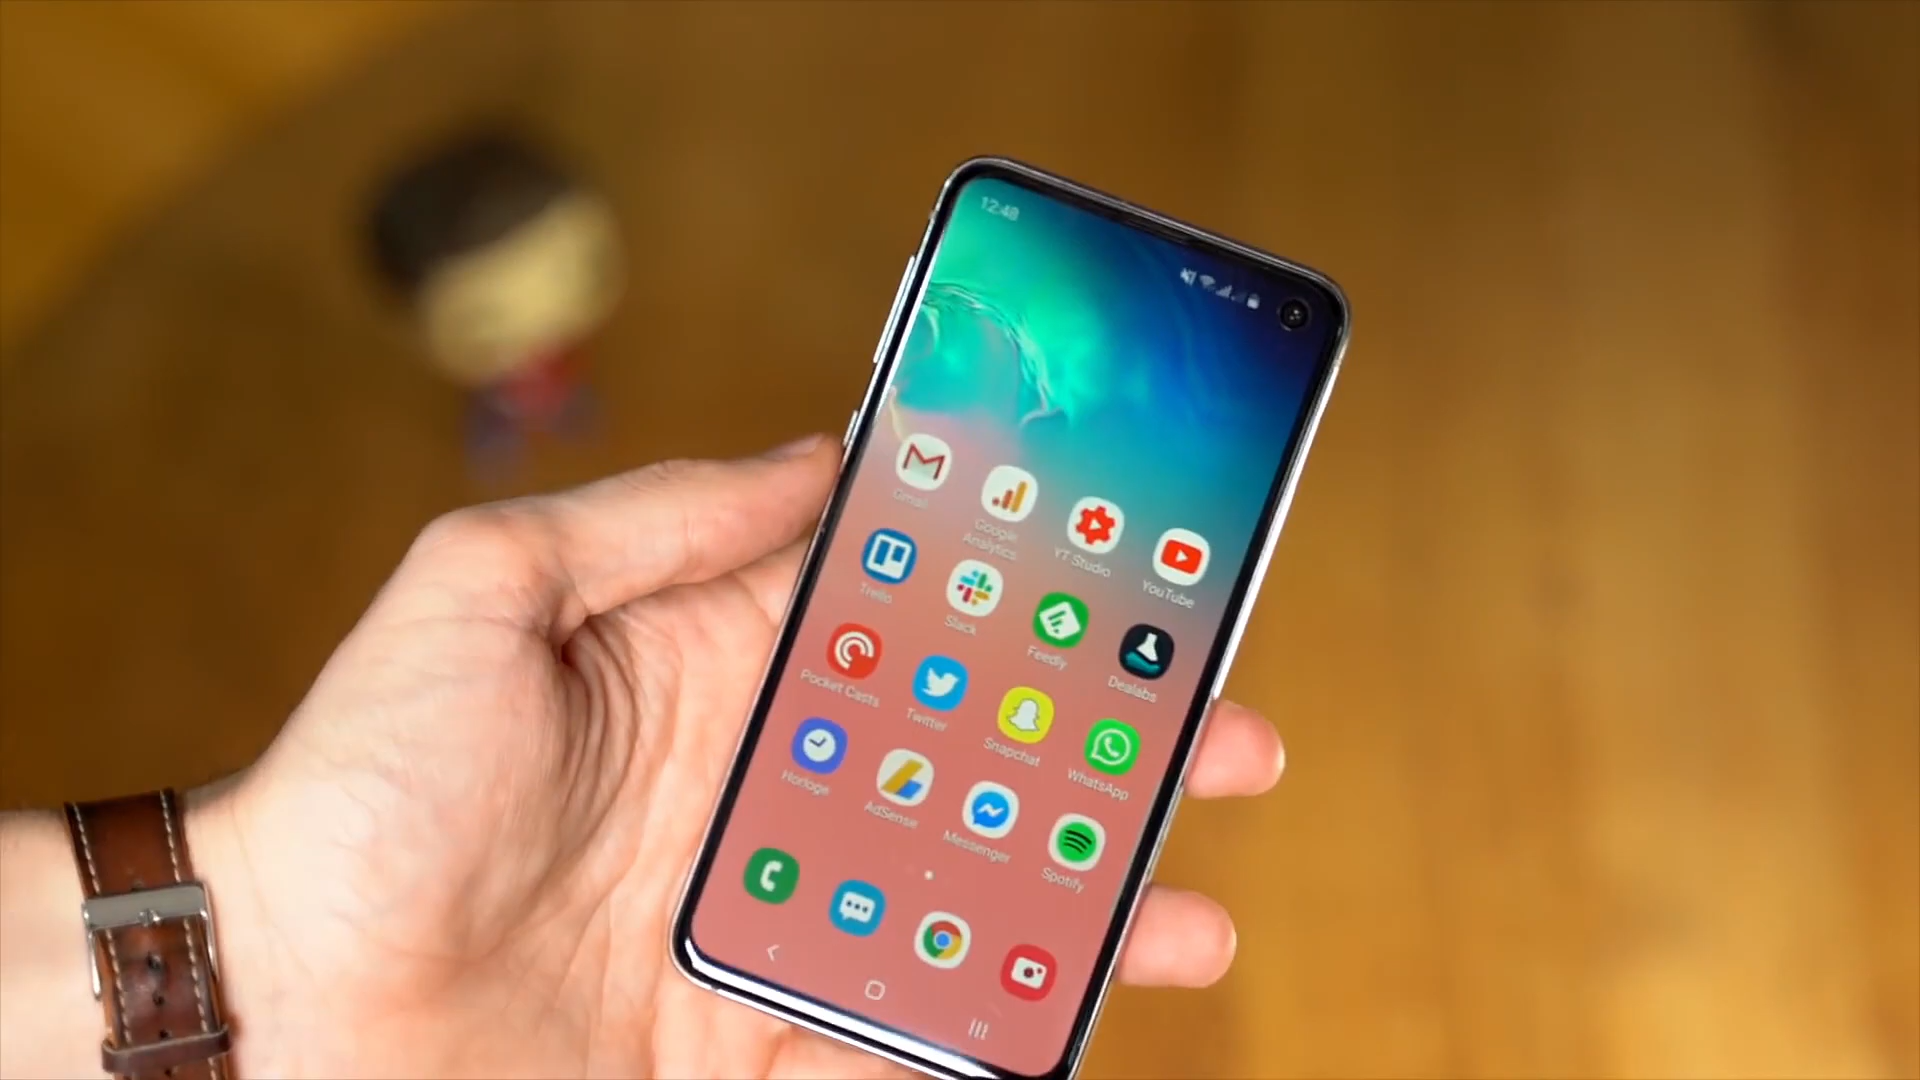 12:48
Gmail
Google
Analytics
YT Studio
YouTube
Trello
Slack
Feedly
Dealabs
Pocket Casts
Twitter
Snapchat
WhatsApp
Horloge
AdSense
Messenger
Spotify